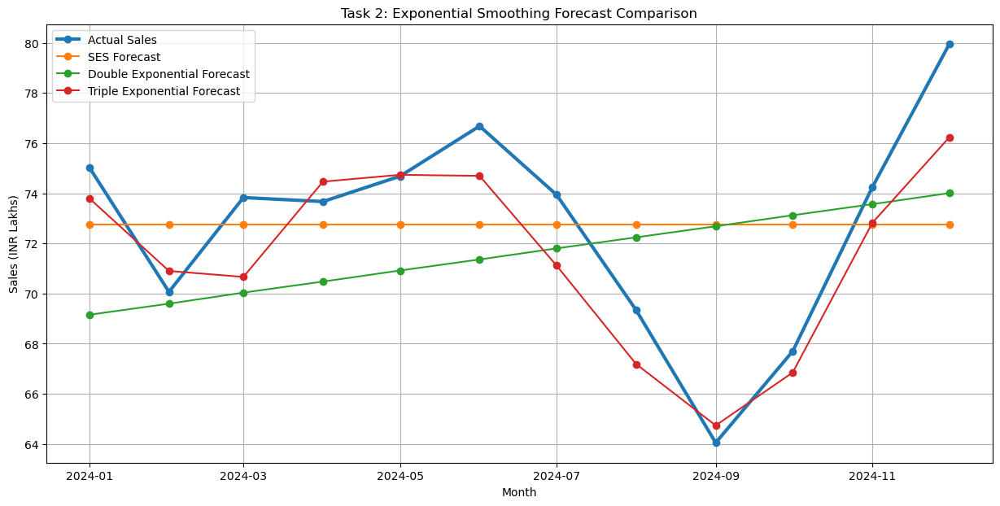 Task 2: Exponential Smoothing Forecast Comparison
Actual Sales
SES Forecast
Double Exponential Forecast
Triple Exponential Forecast
Sales (INR Lakhs)
80
78
76
74
72
70
68
66
64
2024-01 2024-03 2024-05 2024-07 2024-09 2024-11
Month